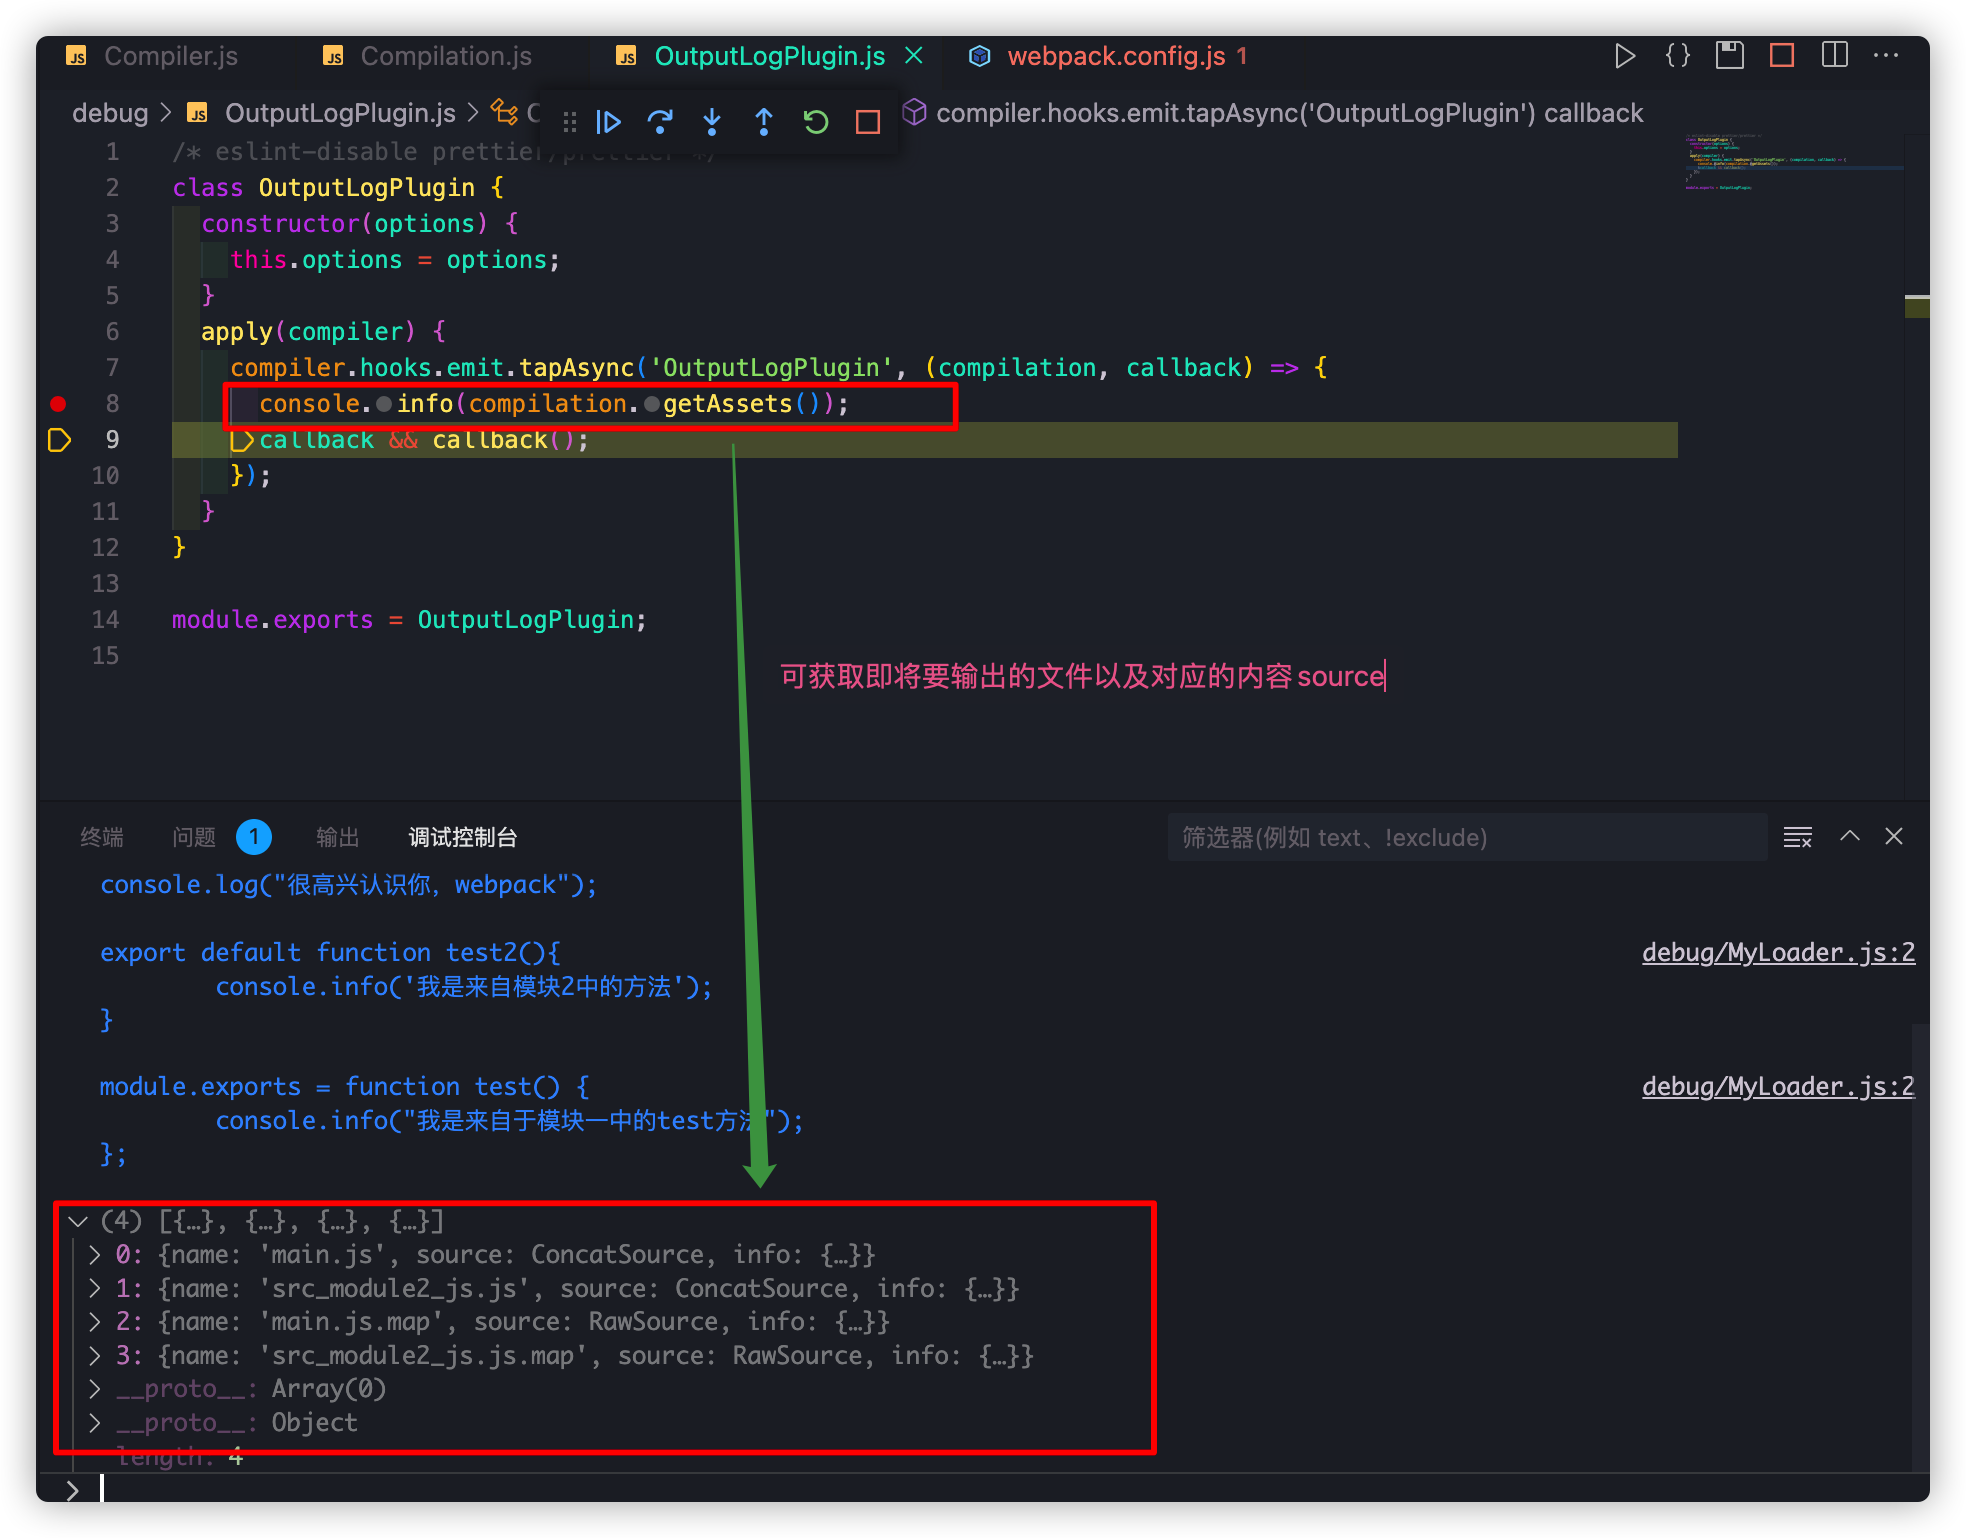 Compiler.js Compilation.js OutputLogPlugin.js webpack.config.js 1
debug > OutputLogPlugin.js > compiler.hooks.emit.tapAsync('OutputLogPlugin') callback
1 /* eslint-disable prettier/prettier */
2 class OutputLogPlugin {
3 constructor(options) {
4 this.options = options;
5 }
6 apply(compiler) {
7 compiler.hooks.emit.tapAsync('OutputLogPlugin', (compilation, callback) => {
8 console.info(compilation.getAssets());
9 callback && callback();
10 });
11 }
12 }
13
14 module.exports = OutputLogPlugin;
15
可获取即将要输出的文件以及对应的内容source
终端 问题 1 输出 调试控制台 筛选器(例如 text、!exclude)
console.log("很高兴认识你，webpack");
export default function test2(){ debug/MyLoader.js:2
console.info('我是来自模块2中的方法');
}
module.exports = function test() { debug/MyLoader.js:2
console.info("我是来自于模块一中的test方法");
};
(4) [{…}, {…}, {…}, {…}]
0: {name: 'main.js', source: ConcatSource, info: {…}}
1: {name: 'src_module2_js.js', source: ConcatSource, info: {…}}
2: {name: 'main.js.map', source: RawSource, info: {…}}
3: {name: 'src_module2_js.js.map', source: RawSource, info: {…}}
__proto__: Array(0)
__proto__: Object
length: 4